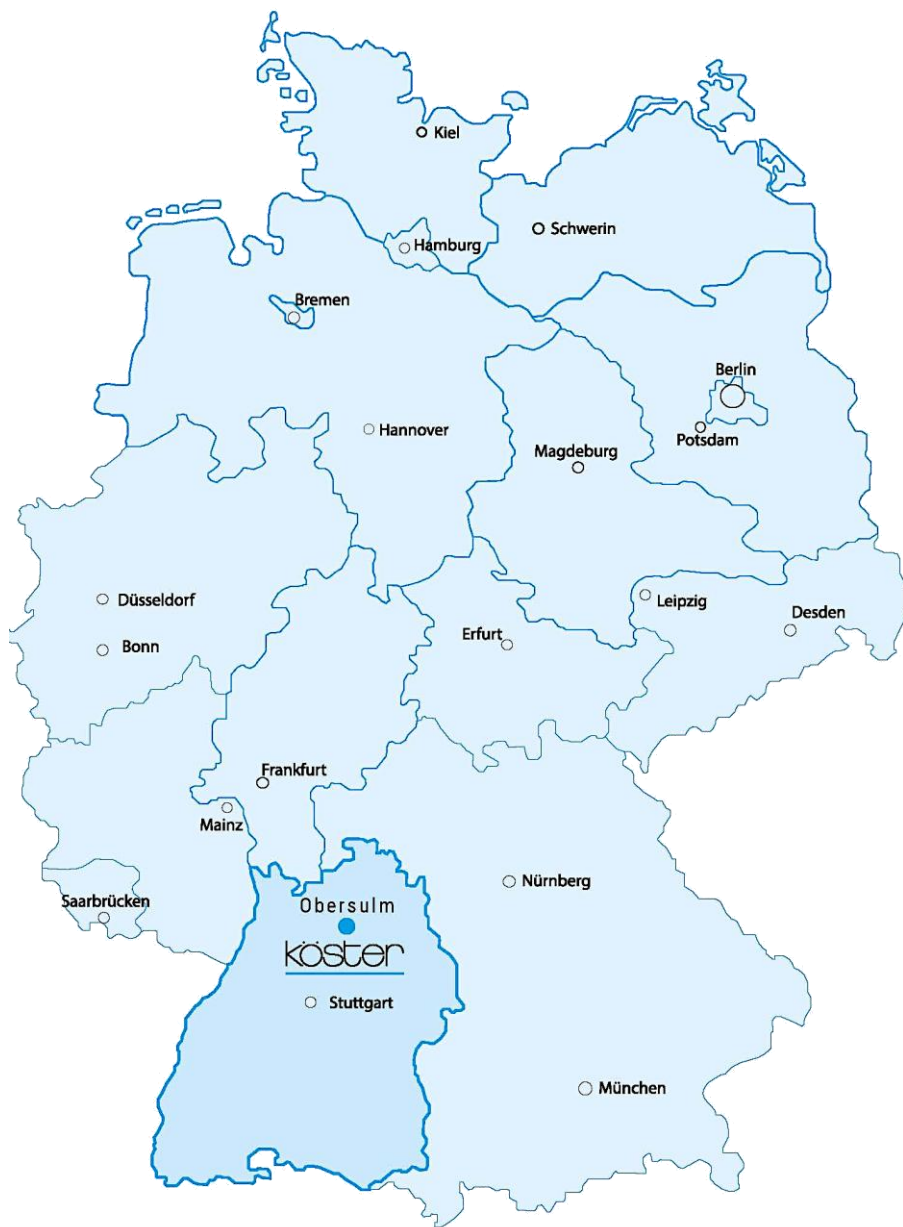 Kiel
Schwerin
Hamburg
Bremen
Berlin
Hannover
Potsdam
Magdeburg
Düsseldorf
Leipzig
Desden
Bonn
Erfurt
Frankfurt
Mainz
Nürnberg
Saarbrücken
Obersulm
köster
Stuttgart
München